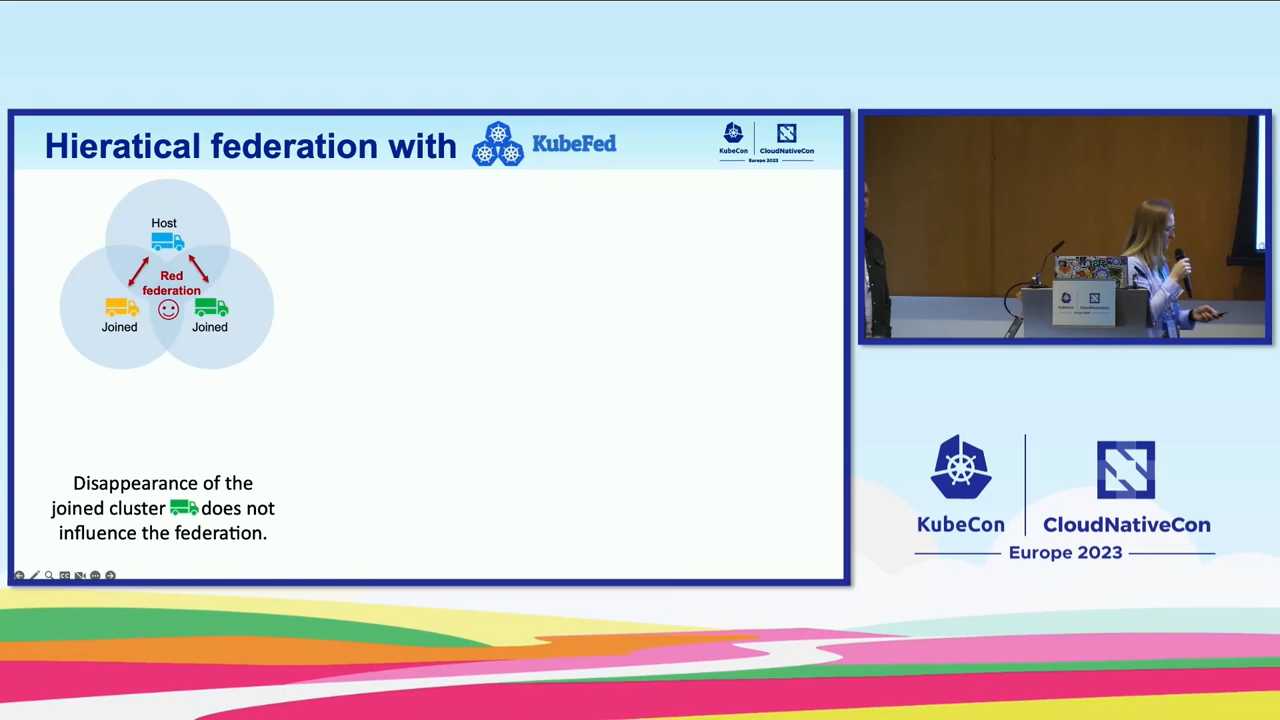 Hieratical federation with KubeFed
KubeCon CloudNativeCon
Europe 2023
Host
Red
federation
Joined Joined
Disappearance of the
joined cluster does not
influence the federation.
KubeCon CloudNativeCon
Europe 2023